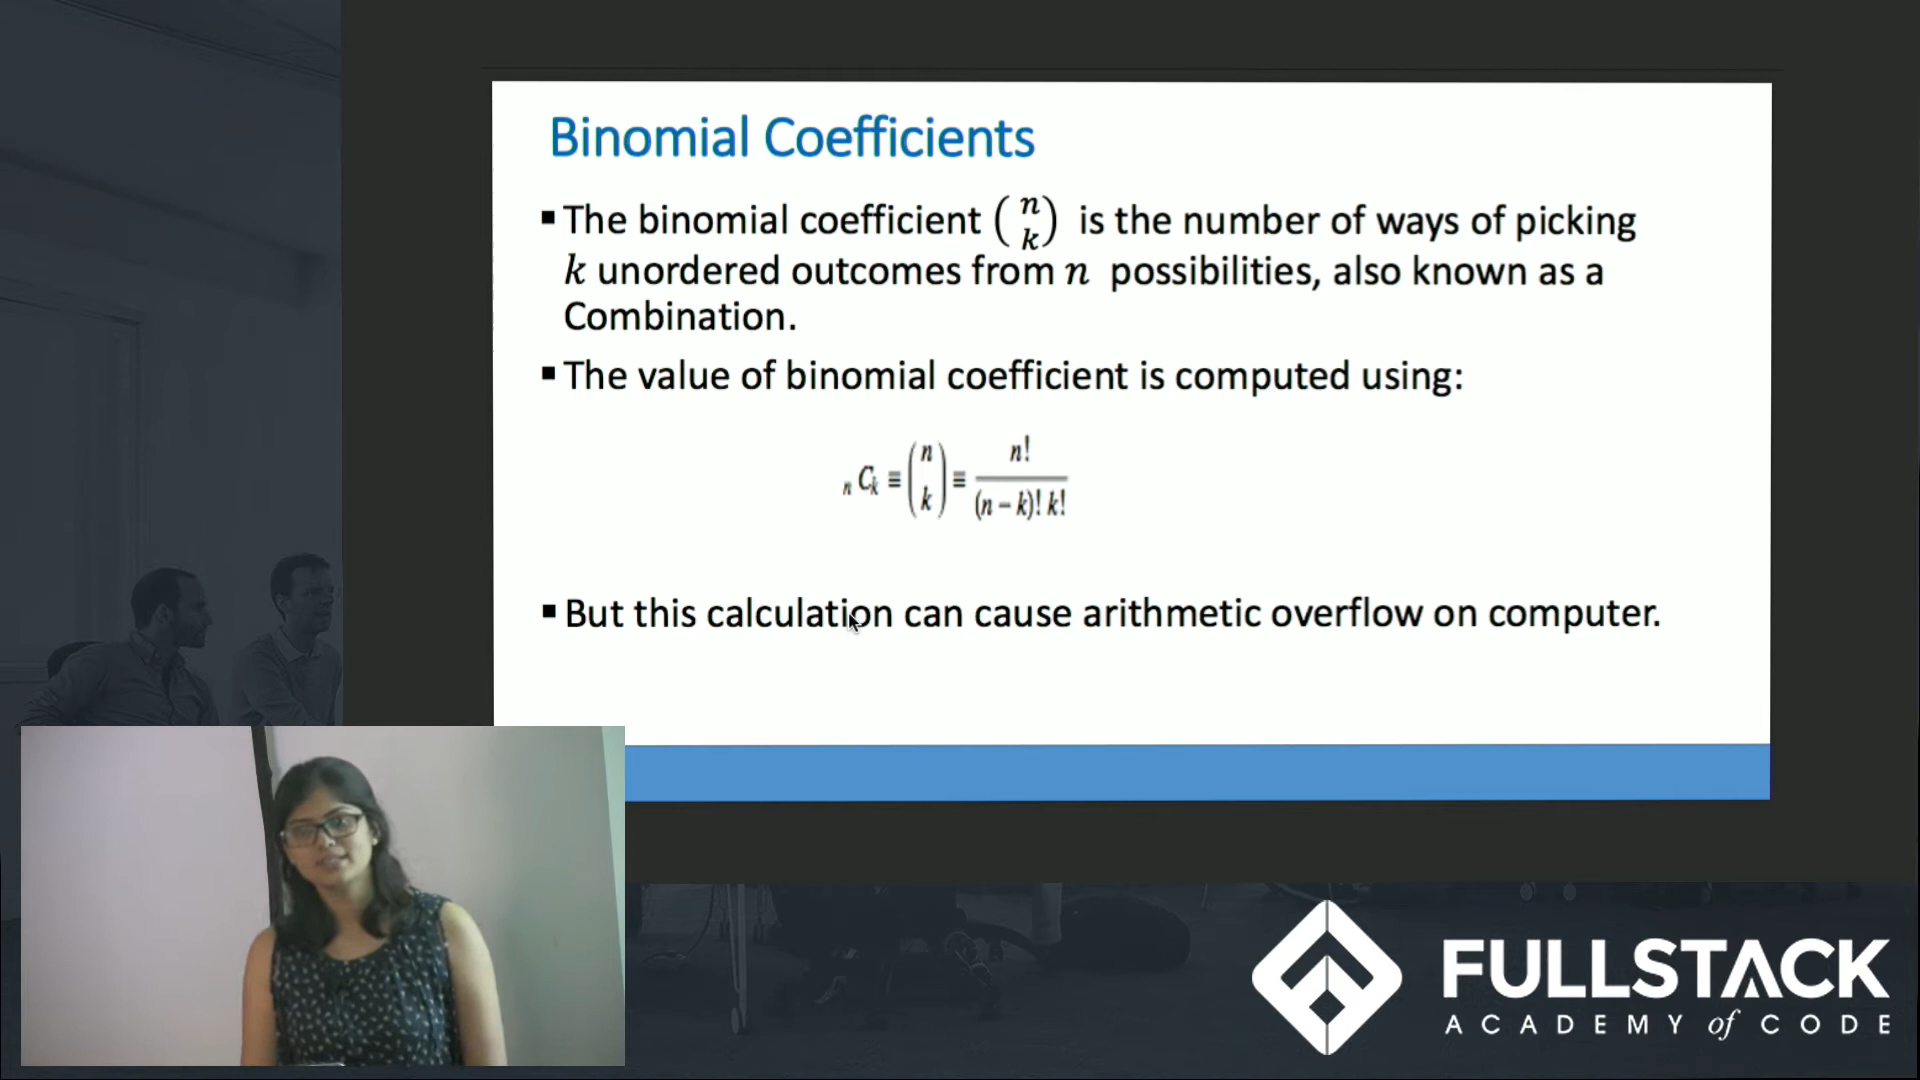 Binomial Coefficients
▪ The binomial coefficient (n k) is the number of ways of picking
k unordered outcomes from n possibilities, also known as a
Combination.
▪ The value of binomial coefficient is computed using:
n C k ≡ (n k) ≡ n! / (n − k)! k!
▪ But this calculation can cause arithmetic overflow on computer.
FULLSTACK
ACADEMY of CODE